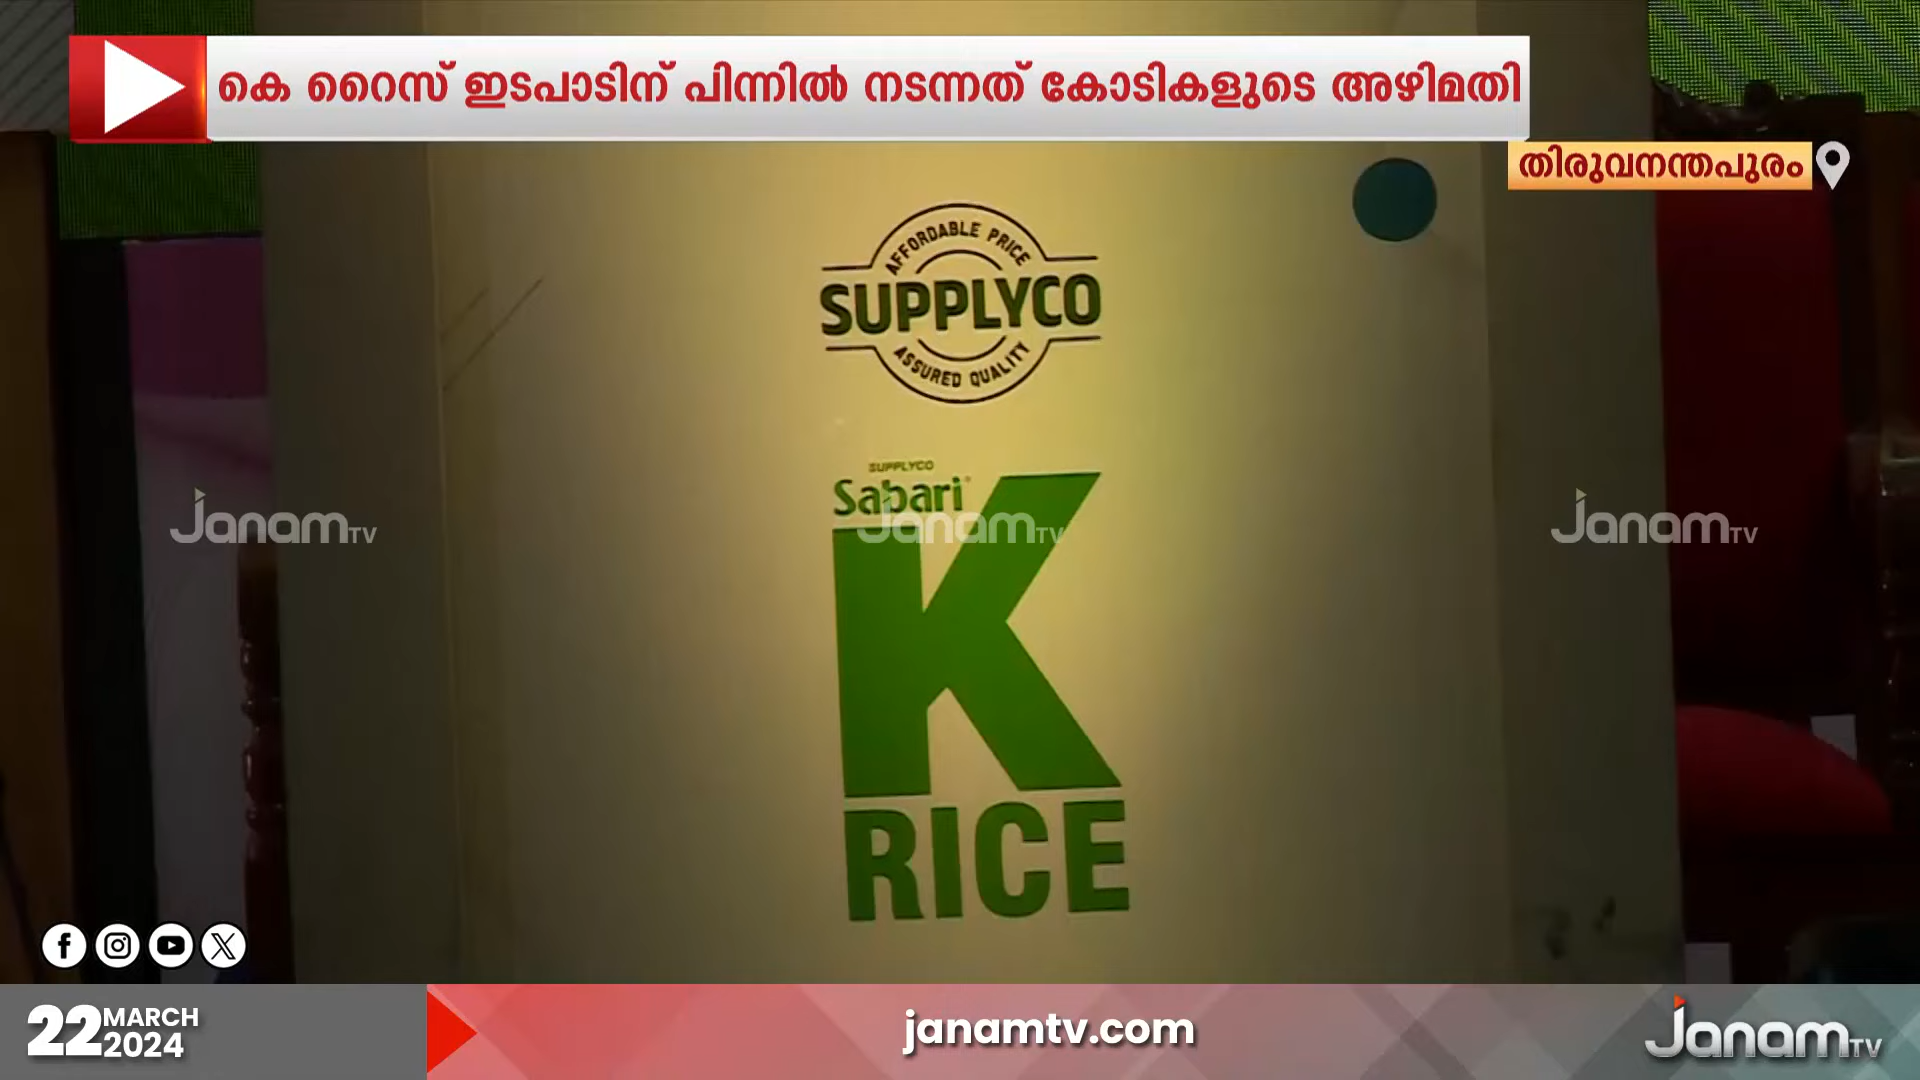 കെ റൈസ് ഇടപാടിന് പിന്നിൽ നടന്നത് കോടികളുടെ അഴിമതി
തിരുവനന്തപുരം
AFFORDABLE PRICE
SUPPLYCO
ASSURED QUALITY
SUPPLYCO
Sabari
K
RICE
Janam TV
Janam TV
Janam TV
22 MARCH 2024
janamtv.com
Janam TV